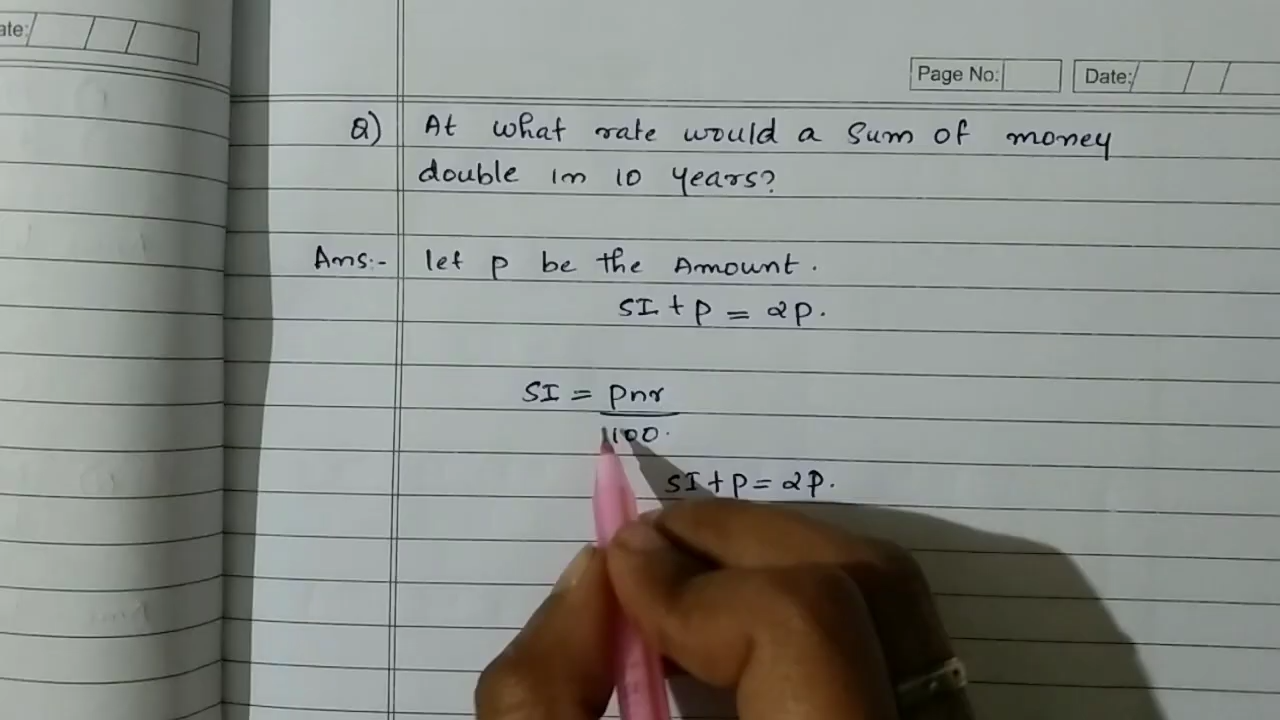 ate:
Page No: Date:
Q) At what rate would a sum of money
double in 10 years?
Ans:- let p be the Amount.
SI + p = 2p.
SI = pnr
100.
SI + p = 2p.